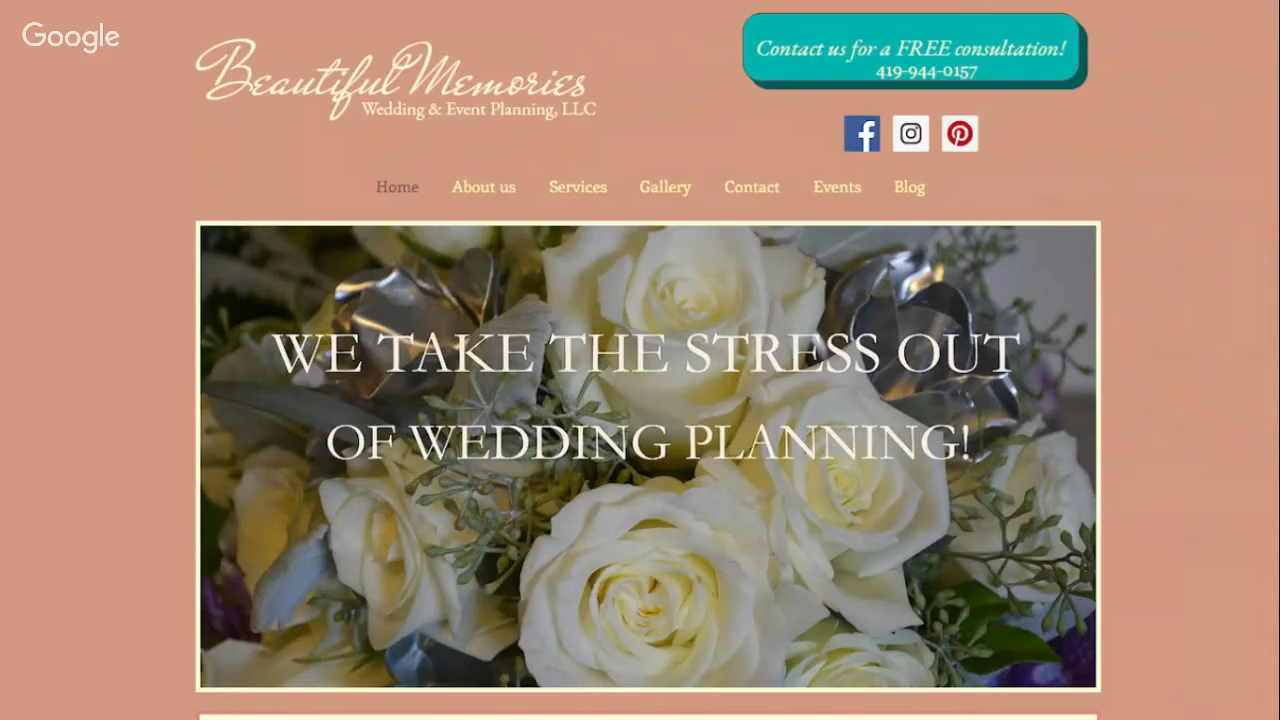 Google
Beautiful Memories
Wedding & Event Planning, LLC
Contact us for a FREE consultation!
419-944-0157
Home About us Services Gallery Contact Events Blog
WE TAKE THE STRESS OUT
OF WEDDING PLANNING!